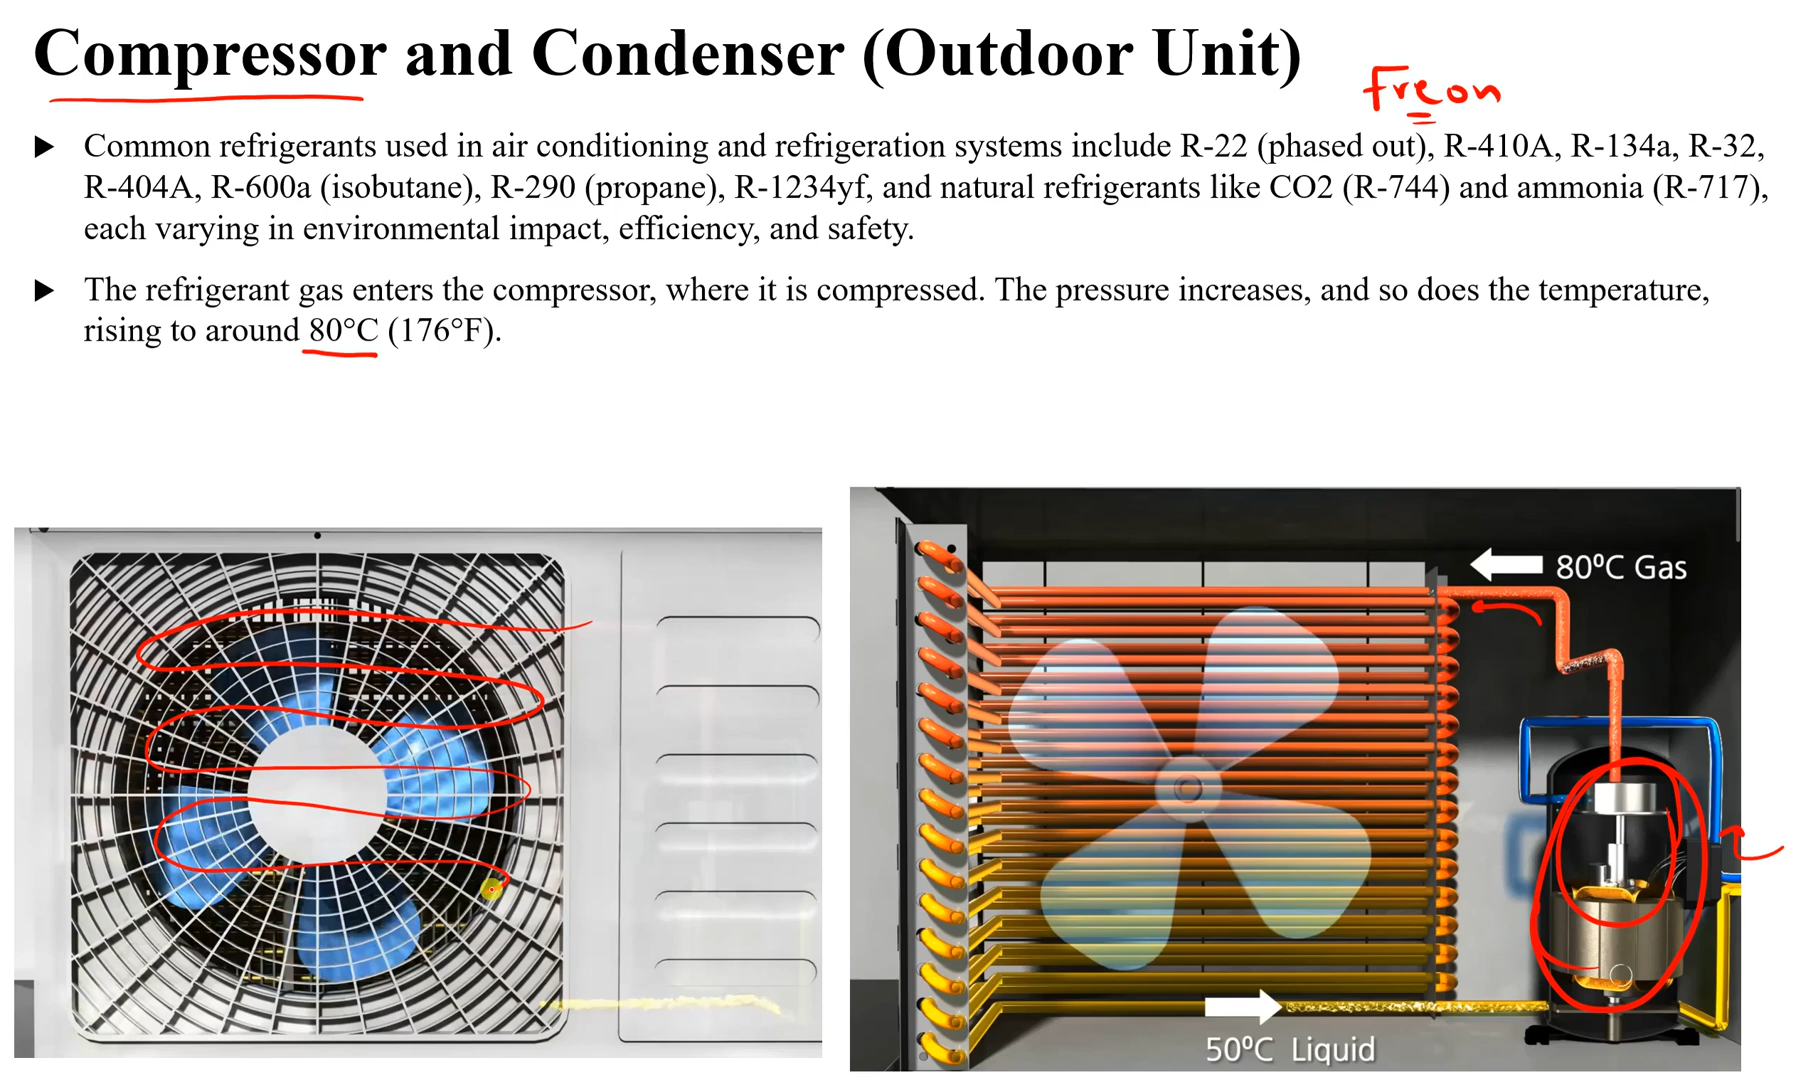 Compressor and Condenser (Outdoor Unit)
Freon
Common refrigerants used in air conditioning and refrigeration systems include R-22 (phased out), R-410A, R-134a, R-32,
R-404A, R-600a (isobutane), R-290 (propane), R-1234yf, and natural refrigerants like CO2 (R-744) and ammonia (R-717),
each varying in environmental impact, efficiency, and safety.
The refrigerant gas enters the compressor, where it is compressed. The pressure increases, and so does the temperature,
rising to around 80°C (176°F).
80⁰C Gas
50⁰C Liquid